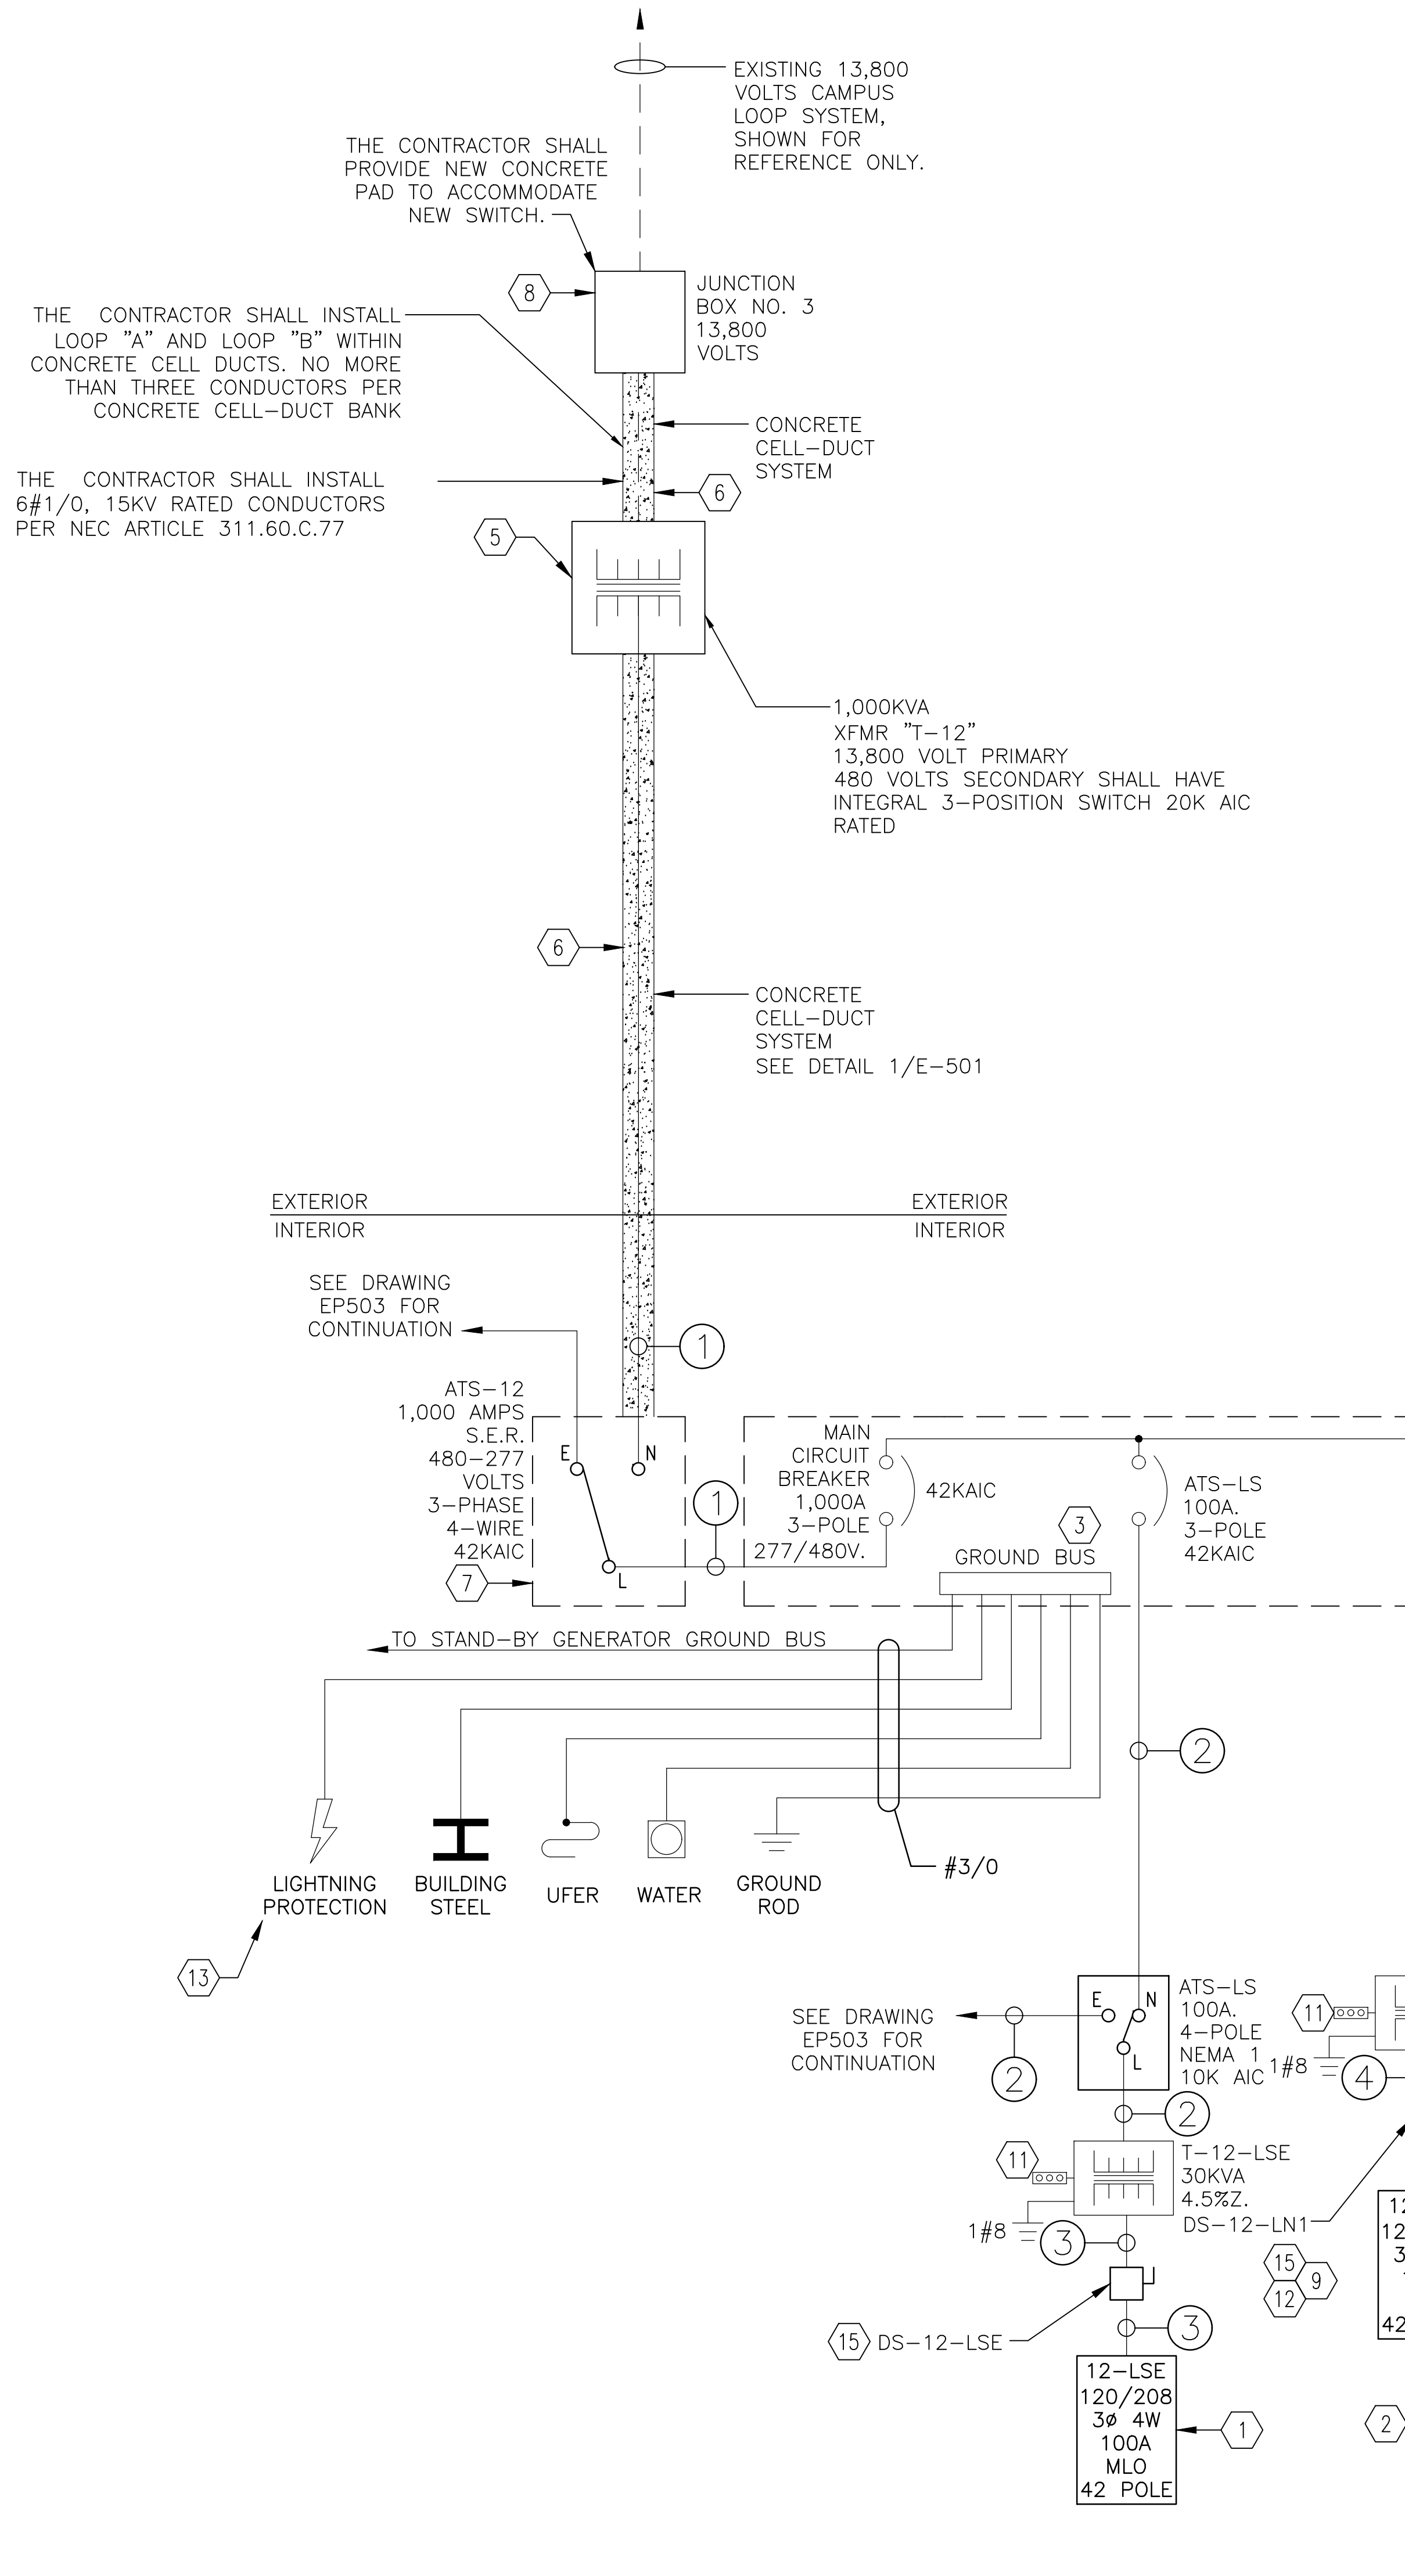 EXISTING 13,800
VOLTS CAMPUS
LOOP SYSTEM,
SHOWN FOR
REFERENCE ONLY.
THE CONTRACTOR SHALL
PROVIDE NEW CONCRETE
PAD TO ACCOMMODATE
NEW SWITCH.
8
JUNCTION
BOX NO. 3
13,800
VOLTS
THE CONTRACTOR SHALL INSTALL
LOOP "A" AND LOOP "B" WITHIN
CONCRETE CELL DUCTS. NO MORE
THAN THREE CONDUCTORS PER
CONCRETE CELL-DUCT BANK
CONCRETE
CELL-DUCT
SYSTEM
THE CONTRACTOR SHALL INSTALL
6#1/0, 15KV RATED CONDUCTORS
PER NEC ARTICLE 311.60.C.77
6
5
1,000KVA
XFMR "T-12"
13,800 VOLT PRIMARY
480 VOLTS SECONDARY SHALL HAVE
INTEGRAL 3-POSITION SWITCH 20K AIC
RATED
6
CONCRETE
CELL-DUCT
SYSTEM
SEE DETAIL 1/E-501
EXTERIOR
INTERIOR
EXTERIOR
INTERIOR
SEE DRAWING
EP503 FOR
CONTINUATION
1
ATS-12
1,000 AMPS
S.E.R.
480-277
VOLTS
3-PHASE
4-WIRE
42KAIC
7
E
N
L
1
MAIN
CIRCUIT
BREAKER
1,000A
3-POLE
277/480V.
42KAIC
3
GROUND BUS
ATS-LS
100A.
3-POLE
42KAIC
TO STAND-BY GENERATOR GROUND BUS
2
#3/0
LIGHTNING
PROTECTION
BUILDING
STEEL
UFER
WATER
GROUND
ROD
13
SEE DRAWING
EP503 FOR
CONTINUATION
2
E
N
L
ATS-LS
100A.
4-POLE
NEMA 1
10K AIC
11
1#8
4
2
11
T-12-LSE
30KVA
4.5%Z.
1#8
3
DS-12-LN1
15
9
12
15
DS-12-LSE
3
12-LSE
120/208
3ø 4W
100A
MLO
42 POLE
1
2